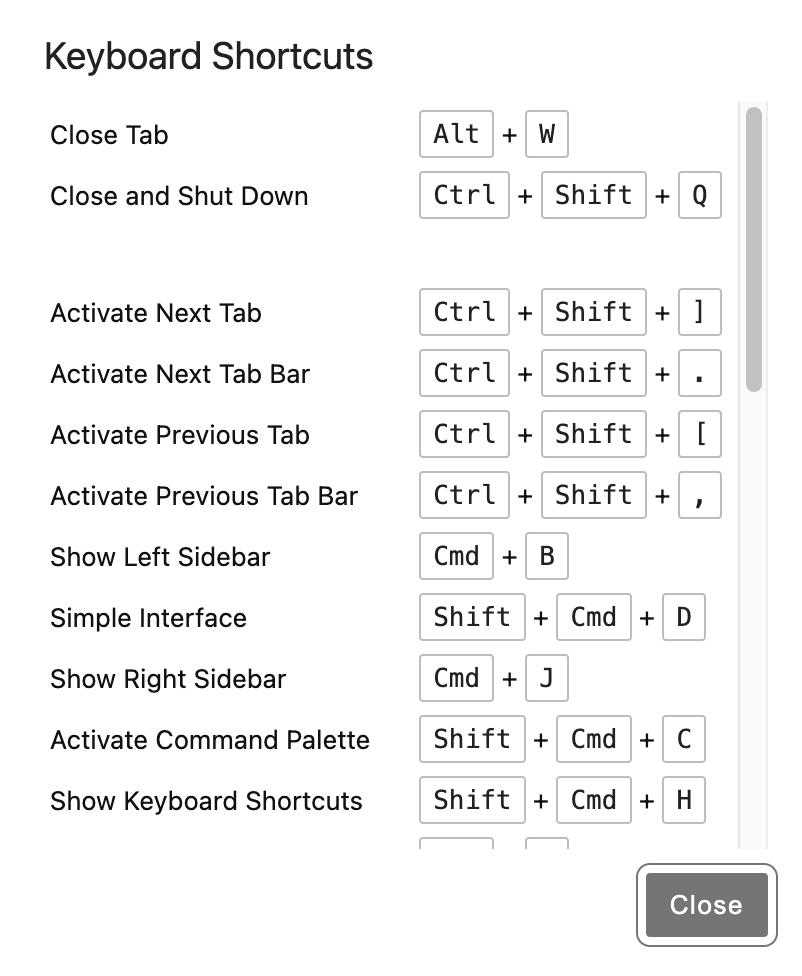 Keyboard Shortcuts
Close Tab Alt + W
Close and Shut Down Ctrl + Shift + Q
Activate Next Tab Ctrl + Shift + ]
Activate Next Tab Bar Ctrl + Shift + .
Activate Previous Tab Ctrl + Shift + [
Activate Previous Tab Bar Ctrl + Shift + ,
Show Left Sidebar Cmd + B
Simple Interface Shift + Cmd + D
Show Right Sidebar Cmd + J
Activate Command Palette Shift + Cmd + C
Show Keyboard Shortcuts Shift + Cmd + H
Close